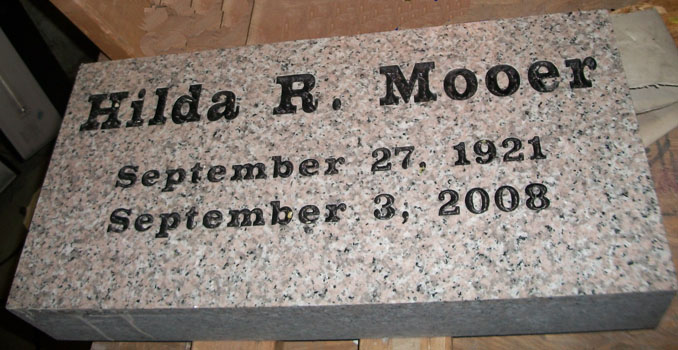 Hilda R. Mooer
September 27, 1921
September 3, 2008